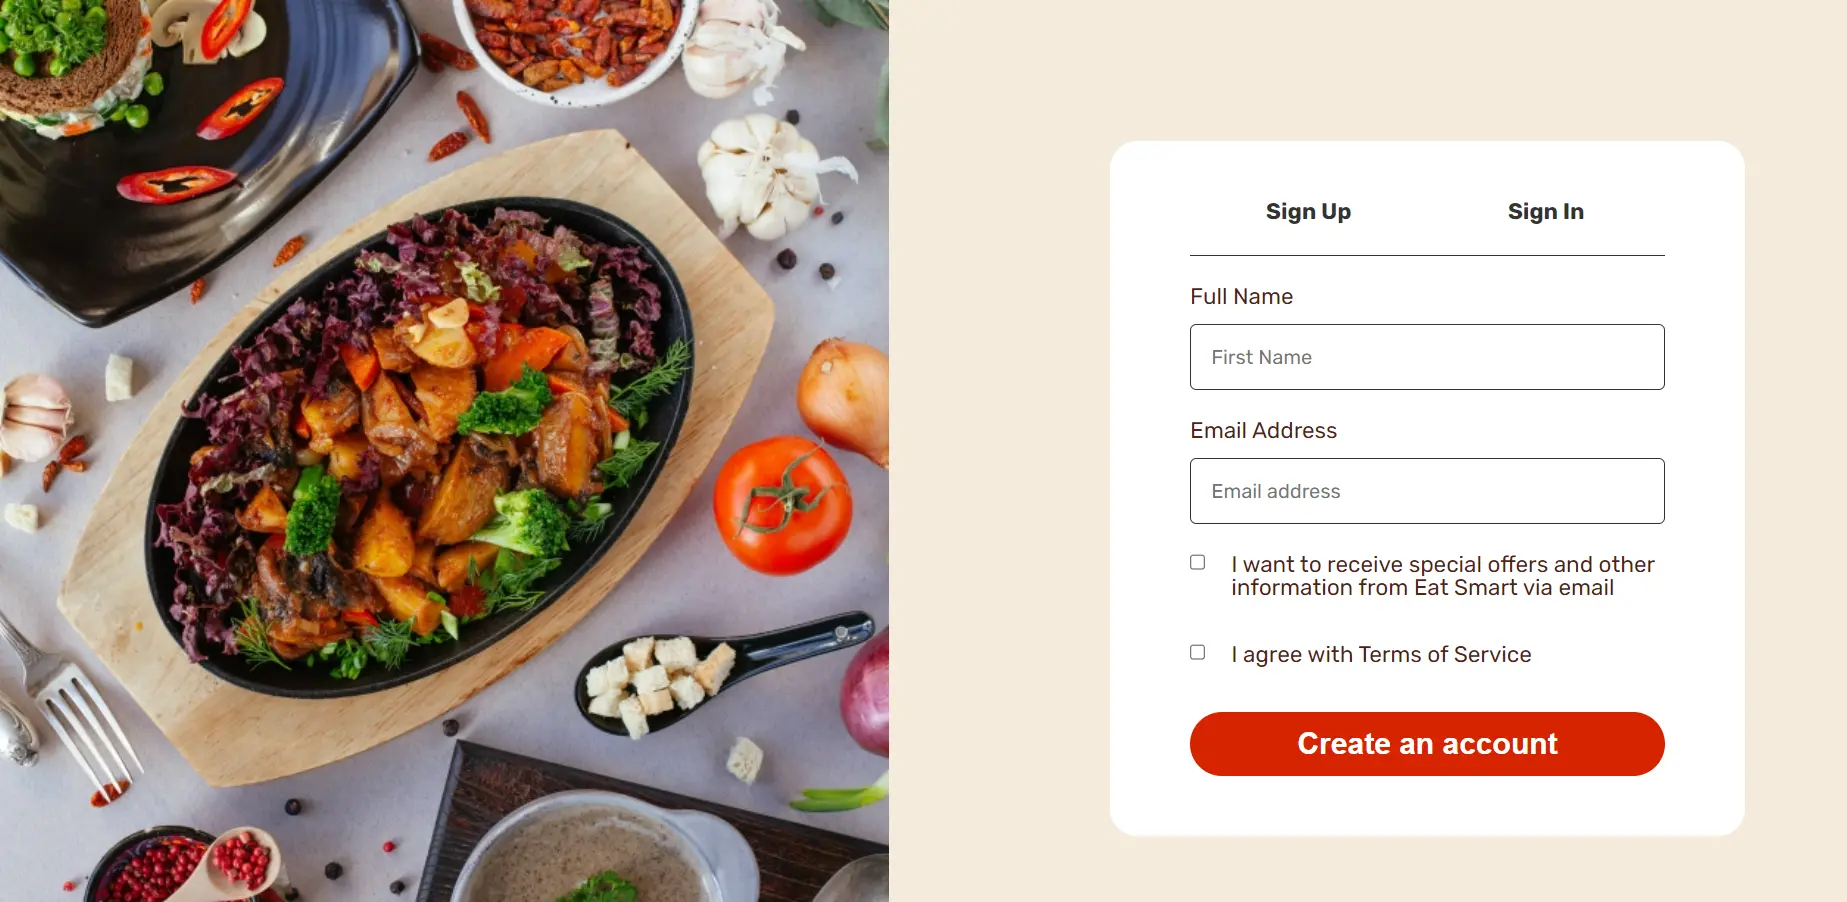 Sign Up
Sign In
Full Name
First Name
Email Address
Email address
I want to receive special offers and other
information from Eat Smart via email
I agree with Terms of Service
Create an account